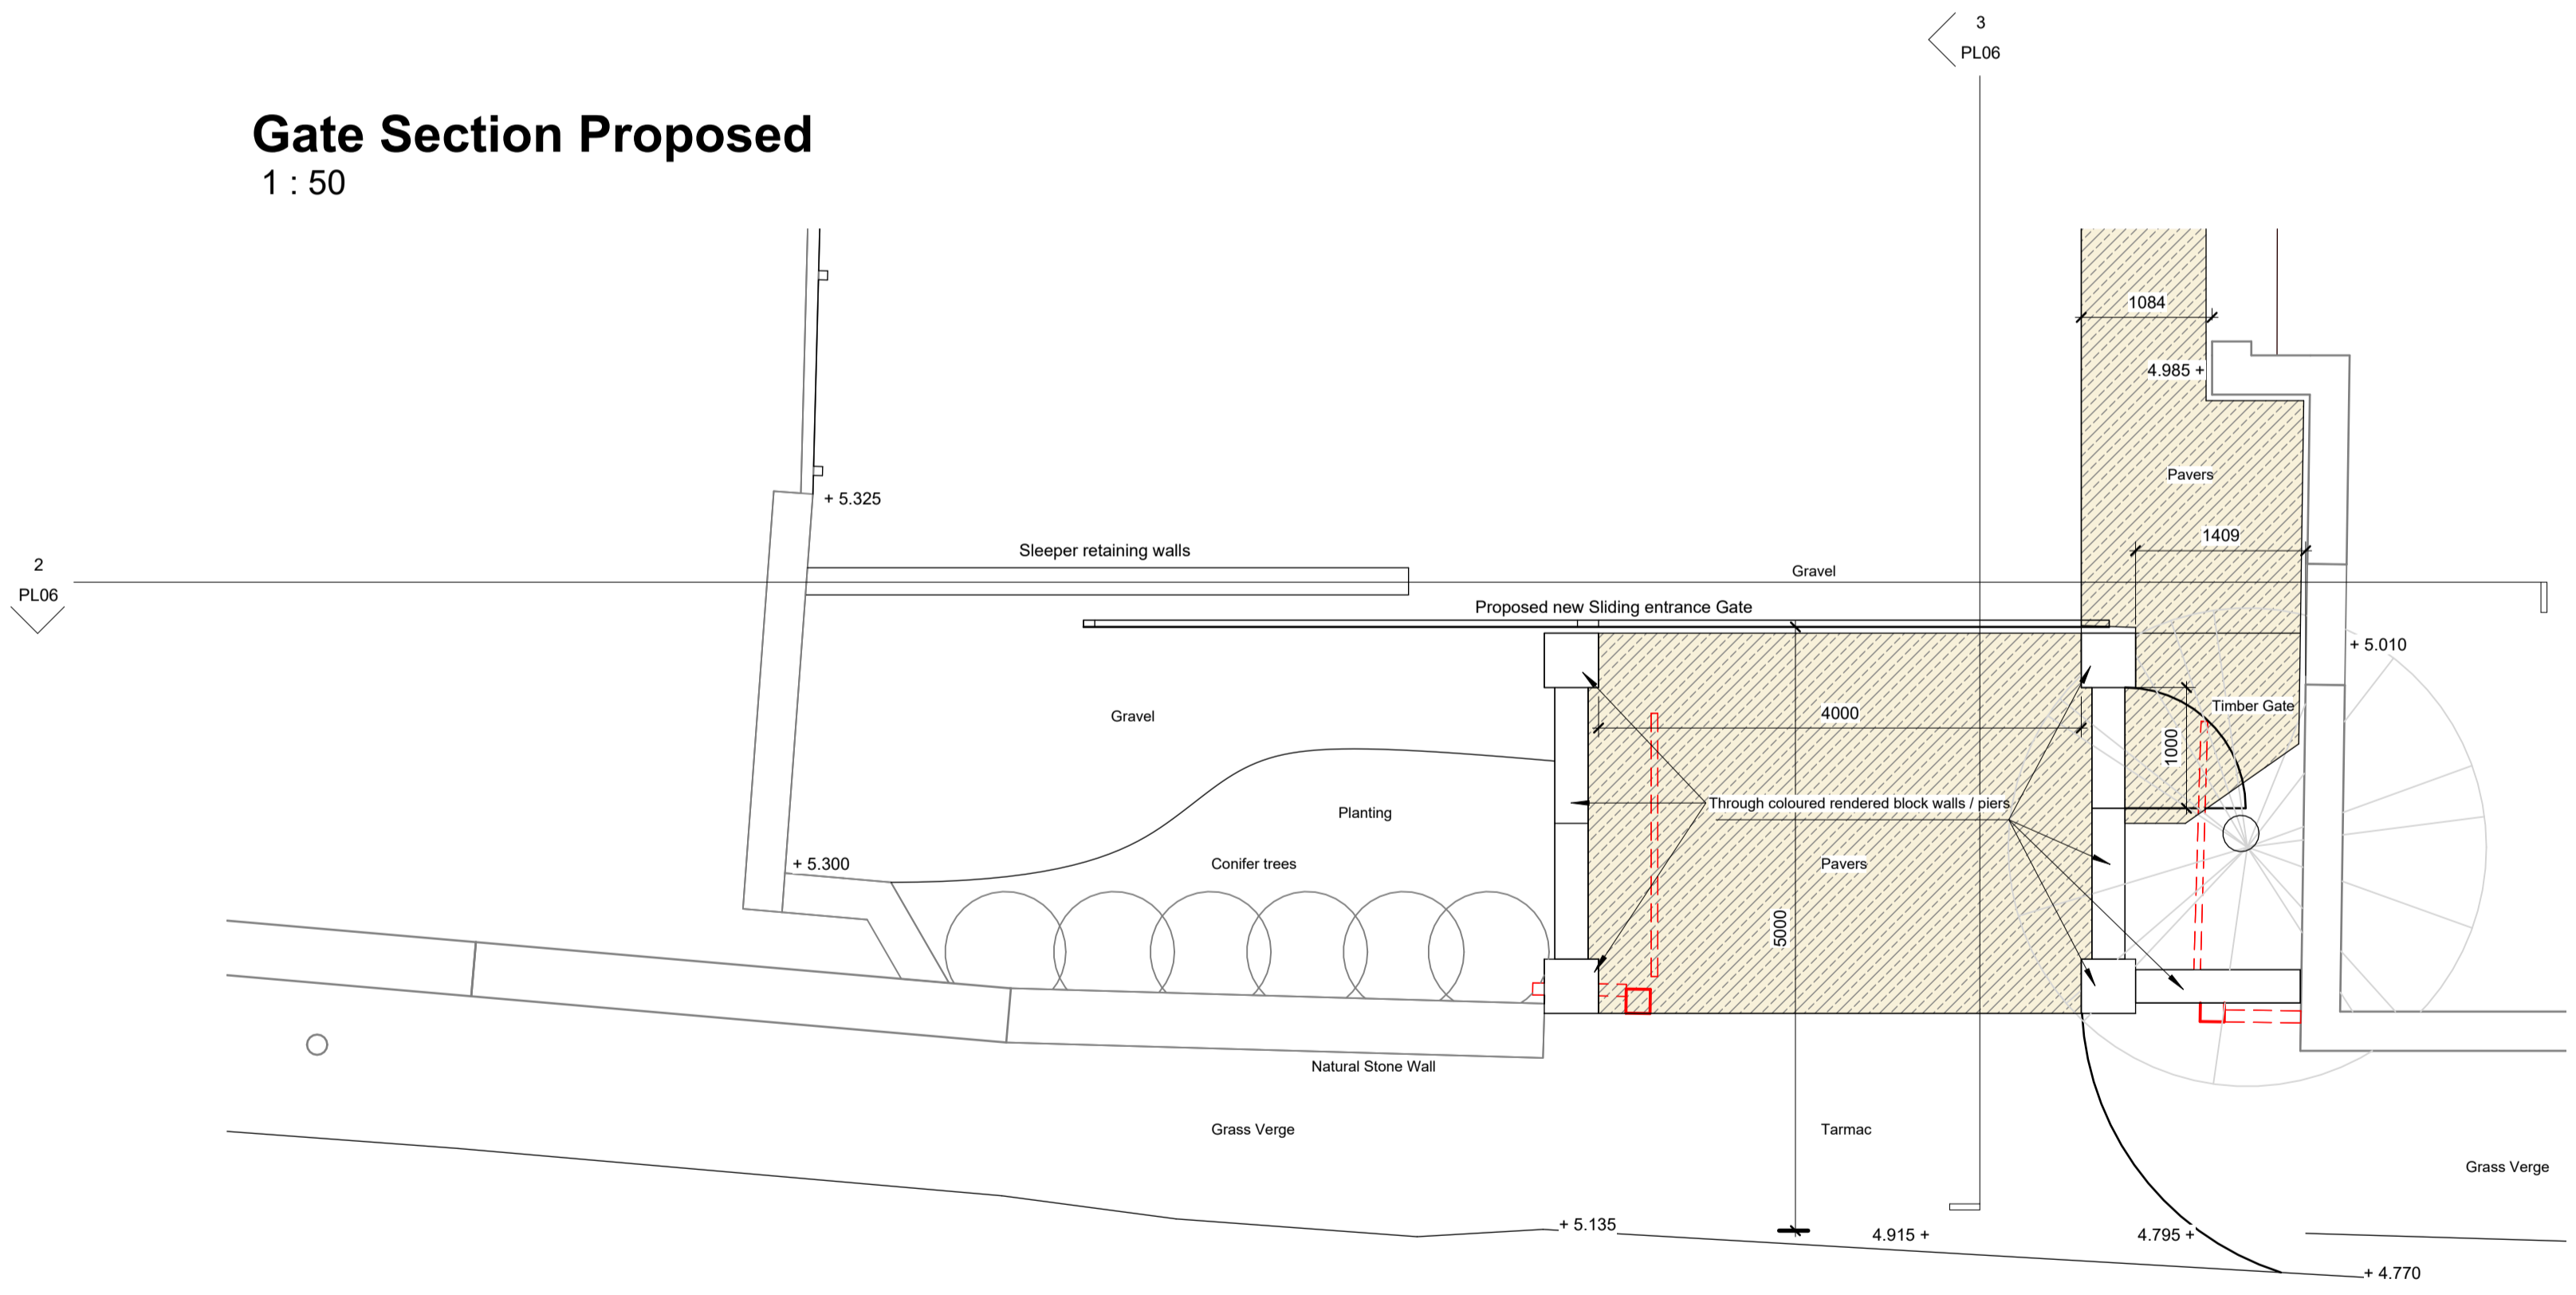 3
PL06
Gate Section Proposed
1 : 50
1084
4.985 +
Pavers
+ 5.325
1409
Sleeper retaining walls
2
PL06
Gravel
Proposed new Sliding entrance Gate
+ 5.010
Timber Gate
Gravel
4000
1000
Through coloured rendered block walls / piers
Planting
+ 5.300
Conifer trees
Pavers
5000
Natural Stone Wall
Grass Verge
Tarmac
Grass Verge
+ 5.135
4.915 +
4.795 +
+ 4.770